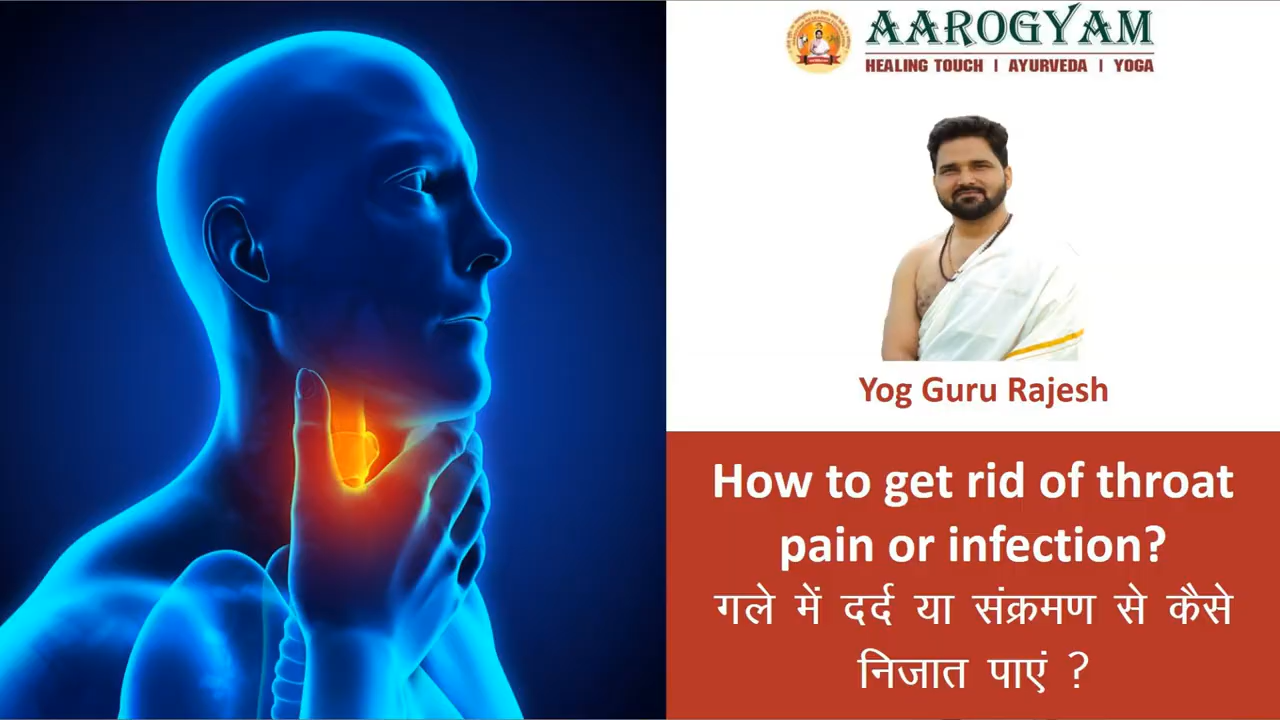 AAROGYAM
HEALING TOUCH | AYURVEDA | YOGA
Yog Guru Rajesh
How to get rid of throat
pain or infection?
गले में दर्द या संक्रमण से कैसे
निजात पाएं ?